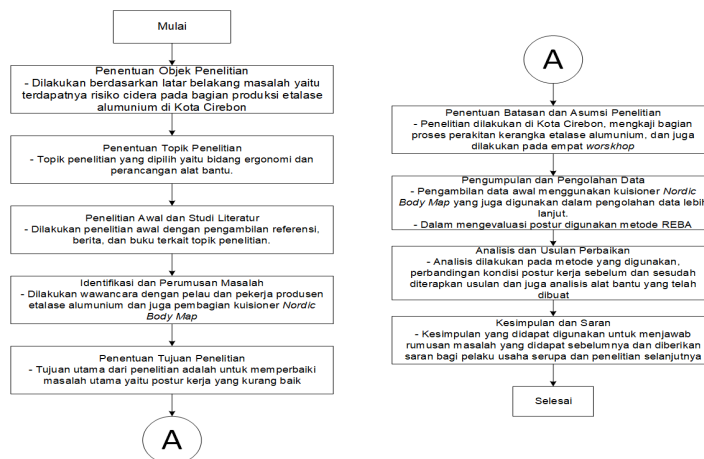 Mulai
Penentuan Objek Penelitian
- Dilakukan berdasarkan latar belakang masalah yaitu
terdapatnya risiko cidera pada bagian produksi etalase
alumunium di Kota Cirebon
Penentuan Topik Penelitian
- Topik penelitian yang dipilih yaitu bidang ergonomi dan
perancangan alat bantu.
Penelitian Awal dan Studi Literatur
- Dilakukan penelitian awal dengan pengambilan referensi,
berita, dan buku terkait topik penelitian.
Identifikasi dan Perumusan Masalah
- Dilakukan wawancara dengan pelau dan pekerja produsen
etalase alumunium dan juga pembagian kuisioner Nordic
Body Map
Penentuan Tujuan Penelitian
- Tujuan utama dari penelitian adalah untuk memperbaiki
masalah utama yaitu postur kerja yang kurang baik
A
A
Penentuan Batasan dan Asumsi Penelitian
- Penelitian dilakukan di Kota Cirebon, mengkaji bagian
proses perakitan kerangka etalase alumunium, dan juga
dilakukan pada empat worskhop
Pengumpulan dan Pengolahan Data
- Pengambilan data awal menggunakan kuisioner Nordic
Body Map yang juga digunakan dalam pengolahan data lebih
lanjut.
- Dalam mengevaluasi postur digunakan metode REBA
Analisis dan Usulan Perbaikan
- Analisis dilakukan pada metode yang digunakan,
perbandingan kondisi postur kerja sebelum dan sesudah
diterapkan usulan dan juga analisis alat bantu yang telah
dibuat
Kesimpulan dan Saran
- Kesimpulan yang didapat digunakan untuk menjawab
rumusan masalah yang didapat sebelumnya dan diberikan
saran bagi pelaku usaha serupa dan penelitian selanjutnya
Selesai